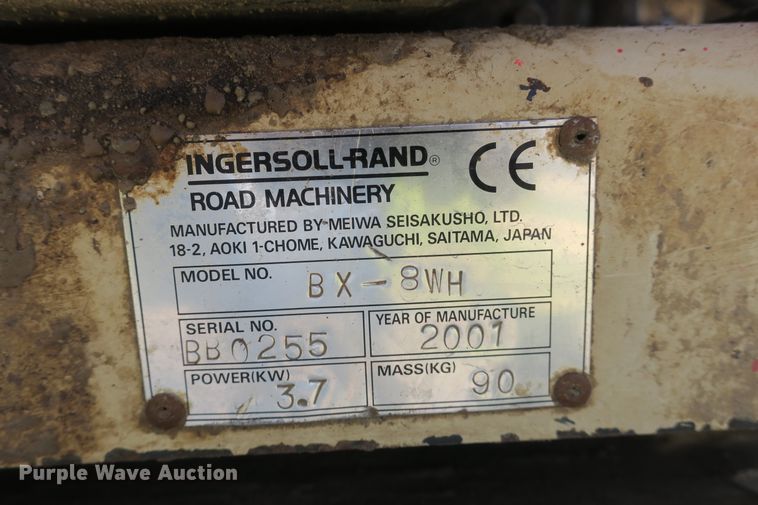 INGERSOLL-RAND® CE
ROAD MACHINERY
MANUFACTURED BY MEIWA SEISAKUSHO, LTD.
18-2, AOKI 1-CHOME, KAWAGUCHI, SAITAMA, JAPAN
MODEL NO. BX-8WH
SERIAL NO. YEAR OF MANUFACTURE
BB0255 2001
POWER(KW) 3.7 MASS(KG) 90
Purple Wave Auction